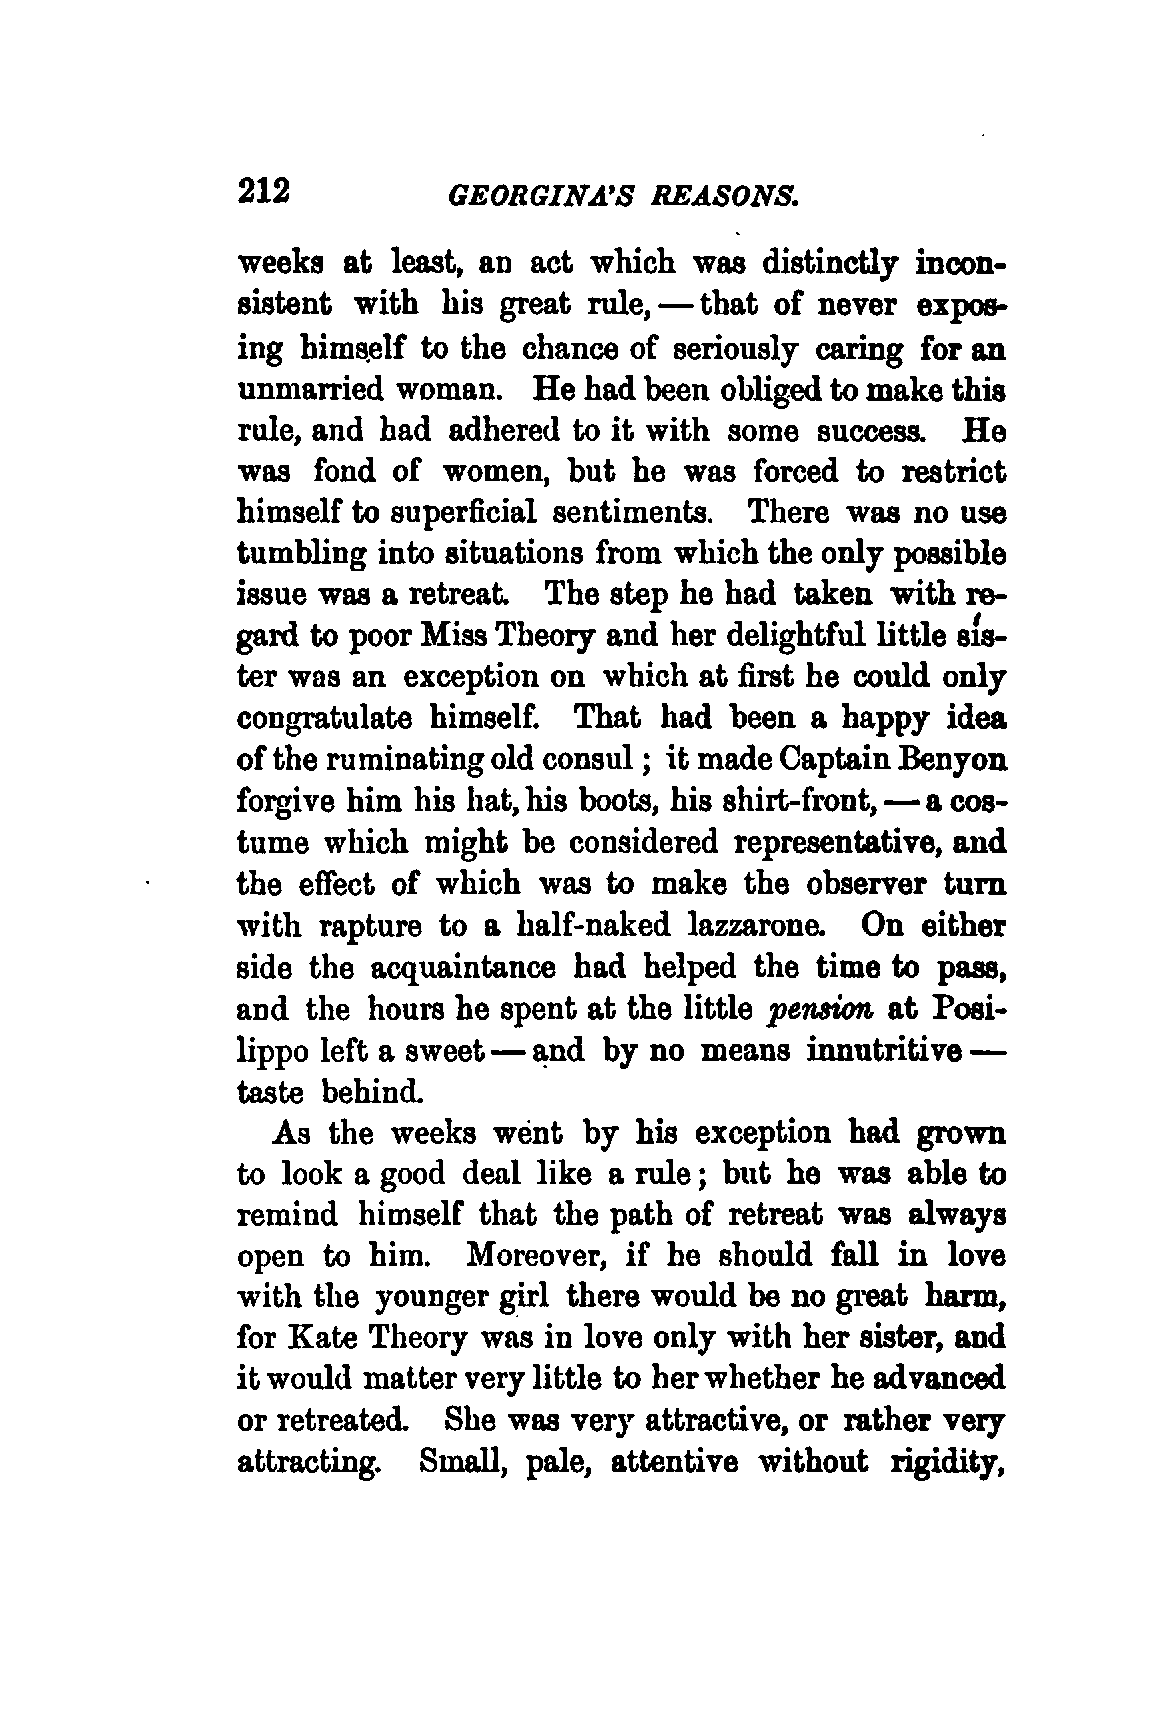 212 GEORGINA'S REASONS.
weeks at least, an act which was distinctly incon-
sistent with his great rule,—that of never expos-
ing himself to the chance of seriously caring for an
unmarried woman. He had been obliged to make this
rule, and had adhered to it with some success. He
was fond of women, but he was forced to restrict
himself to superficial sentiments. There was no use
tumbling into situations from which the only possible
issue was a retreat. The step he had taken with re-
gard to poor Miss Theory and her delightful little sis-
ter was an exception on which at first he could only
congratulate himself. That had been a happy idea
of the ruminating old consul; it made Captain Benyon
forgive him his hat, his boots, his shirt-front,—a cos-
tume which might be considered representative, and
the effect of which was to make the observer turn
with rapture to a half-naked lazzarone. On either
side the acquaintance had helped the time to pass,
and the hours he spent at the little pension at Posi-
lippo left a sweet—and by no means innutritive—
taste behind.
As the weeks went by his exception had grown
to look a good deal like a rule; but he was able to
remind himself that the path of retreat was always
open to him. Moreover, if he should fall in love
with the younger girl there would be no great harm,
for Kate Theory was in love only with her sister, and
it would matter very little to her whether he advanced
or retreated. She was very attractive, or rather very
attracting. Small, pale, attentive without rigidity,